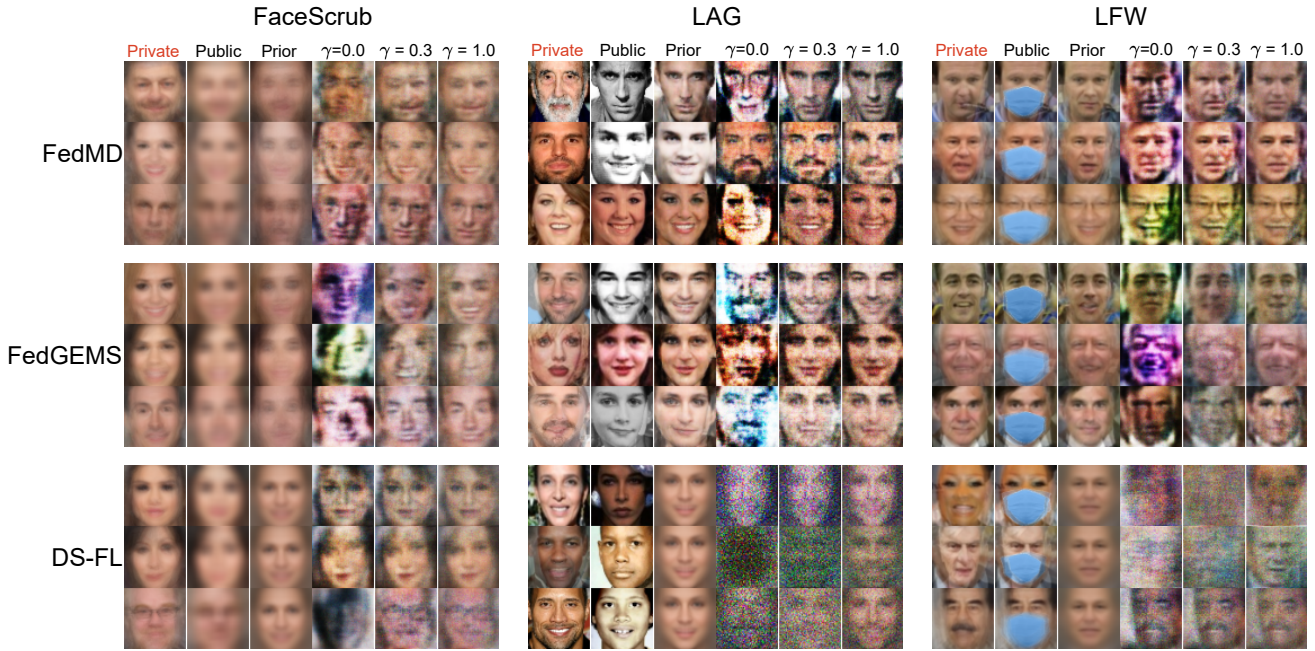 FaceScrub LAG LFW
Private Public Prior γ=0.0 γ = 0.3 γ = 1.0 Private Public Prior γ=0.0 γ = 0.3 γ = 1.0 Private Public Prior γ=0.0 γ = 0.3 γ = 1.0
FedMD
FedGEMS
DS-FL